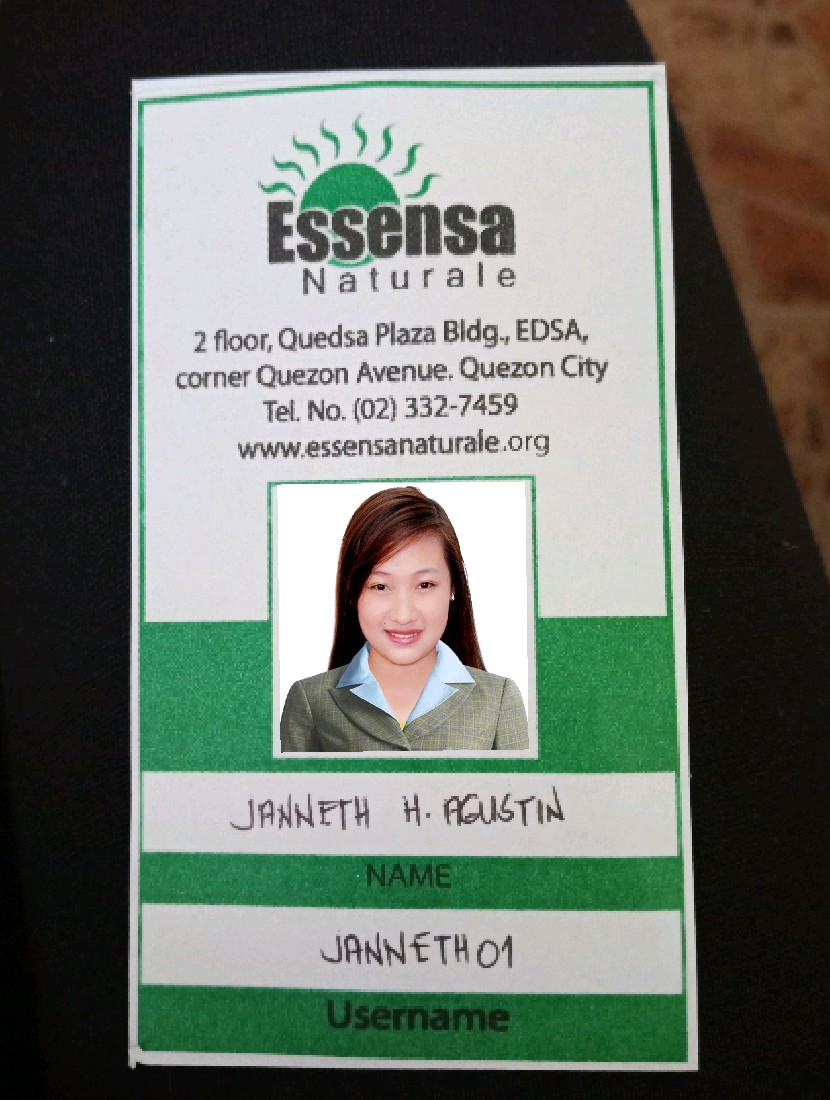 Essensa
Naturale
2 floor, Quedsa Plaza Bldg., EDSA,
corner Quezon Avenue. Quezon City
Tel. No. (02) 332-7459
www.essensanaturale.org
JANNETH H. AGUSTIN
NAME
JANNETH01
Username